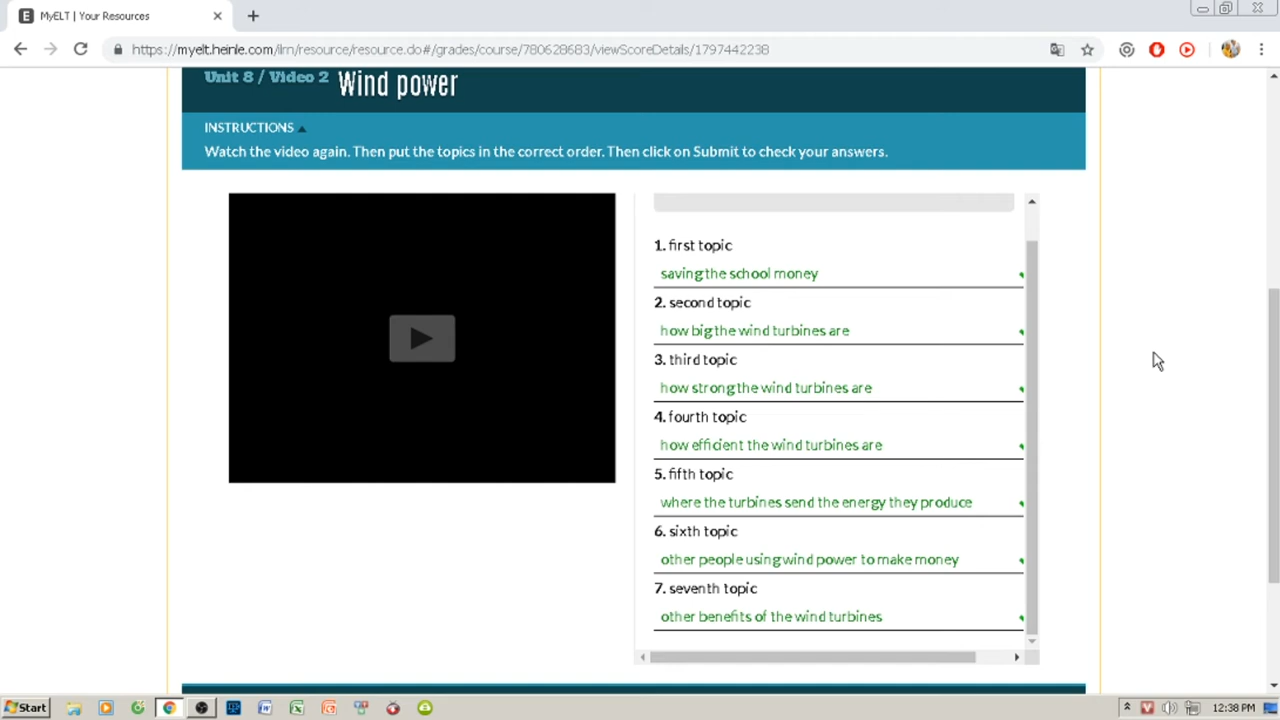 MyELT | Your Resources
https://myelt.heinle.com/ilrn/resource/resource.do#/grades/course/780628683/viewScoreDetails/1797442238
Unit 8 / Video 2 Wind power
INSTRUCTIONS
Watch the video again. Then put the topics in the correct order. Then click on Submit to check your answers.
1. first topic
saving the school money
2. second topic
how big the wind turbines are
3. third topic
how strong the wind turbines are
4. fourth topic
how efficient the wind turbines are
5. fifth topic
where the turbines send the energy they produce
6. sixth topic
other people using wind power to make money
7. seventh topic
other benefits of the wind turbines
Start
12:38 PM